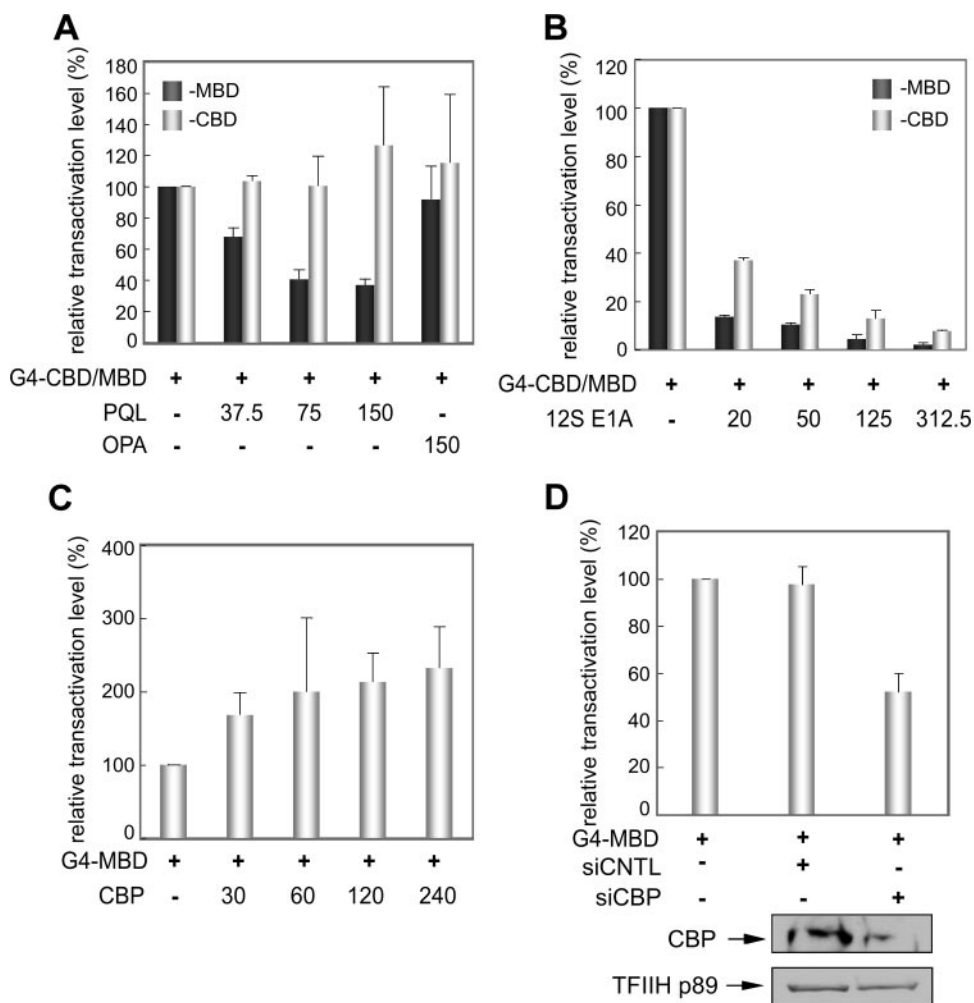 A
relative transactivation level (%)
180
160
140
120
100
80
60
40
20
0
-MBD
-CBD
G4-CBD/MBD + + + + +
PQL - 37.5 75 150 -
OPA - - - - 150
B
relative transactivation level (%)
120
100
80
60
40
20
0
-MBD
-CBD
G4-CBD/MBD + + + + +
12S E1A - 20 50 125 312.5
C
relative transactivation level (%)
400
300
200
100
0
G4-MBD + + + + +
CBP - 30 60 120 240
D
relative transactivation level (%)
120
100
80
60
40
20
0
G4-MBD + + +
siCNTL - + -
siCBP - - +
CBP
TFIIH p89